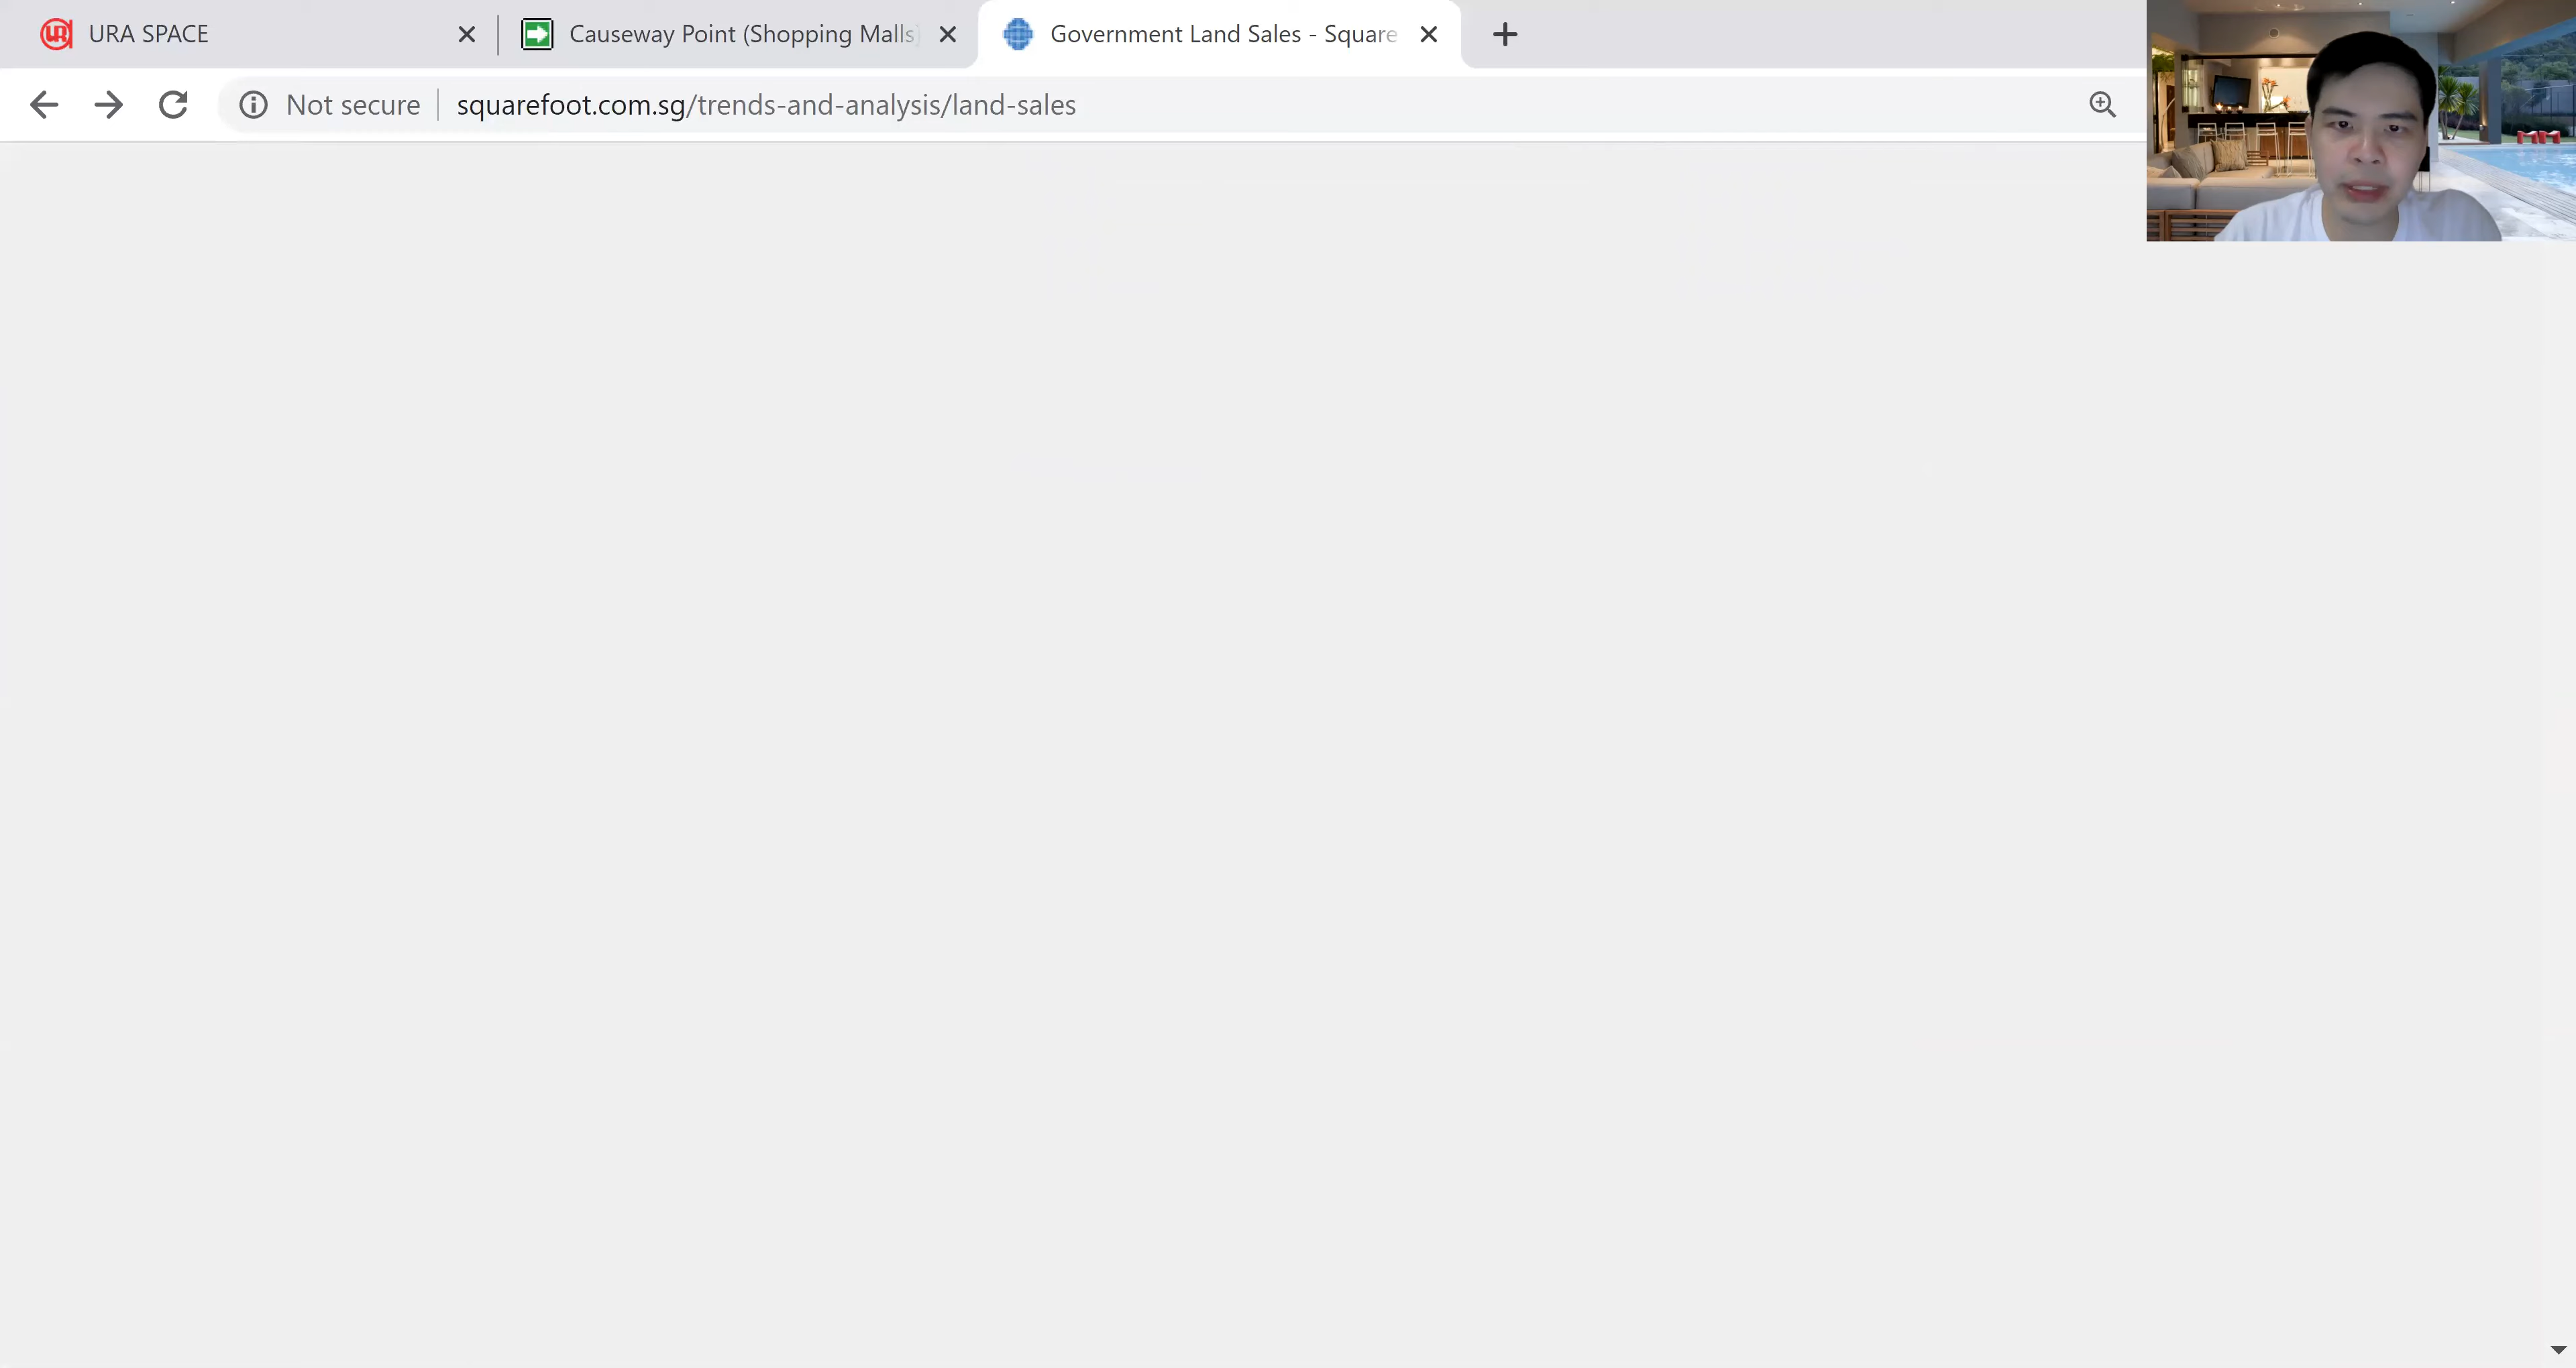 URA SPACE
Causeway Point (Shopping Malls)
Government Land Sales - Square
Not secure
squarefoot.com.sg/trends-and-analysis/land-sales